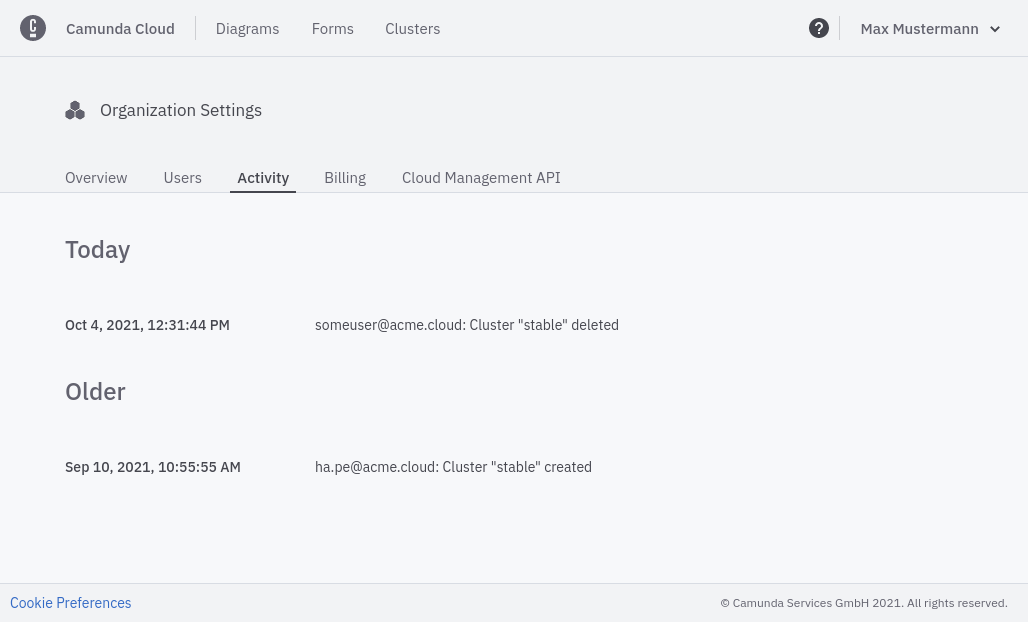 Camunda Cloud Diagrams Forms Clusters ? Max Mustermann
Organization Settings
Overview Users Activity Billing Cloud Management API
Today
Oct 4, 2021, 12:31:44 PM someuser@acme.cloud: Cluster "stable" deleted
Older
Sep 10, 2021, 10:55:55 AM ha.pe@acme.cloud: Cluster "stable" created
Cookie Preferences © Camunda Services GmbH 2021. All rights reserved.